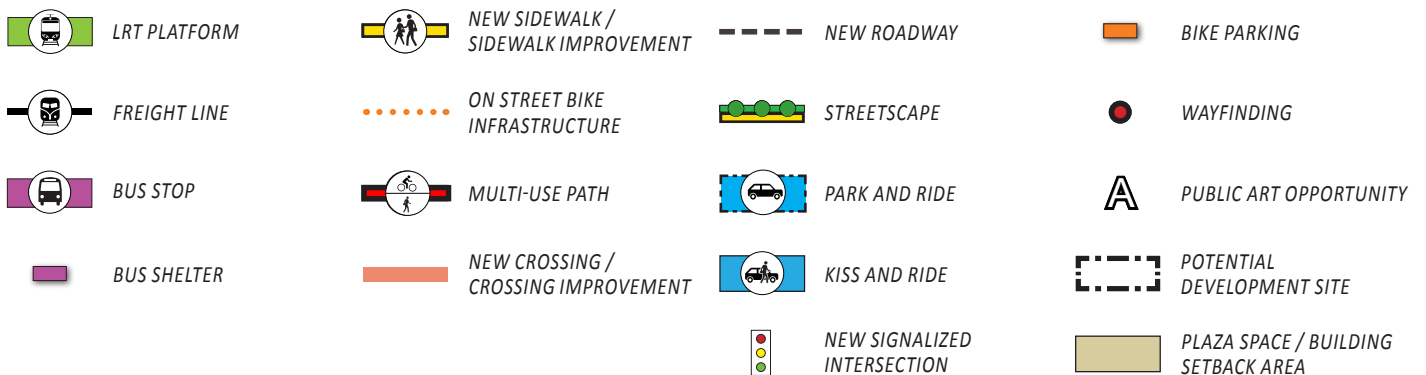 LRT PLATFORM
FREIGHT LINE
BUS STOP
BUS SHELTER
NEW SIDEWALK /
SIDEWALK IMPROVEMENT
ON STREET BIKE
INFRASTRUCTURE
MULTI-USE PATH
NEW CROSSING /
CROSSING IMPROVEMENT
NEW ROADWAY
STREETSCAPE
PARK AND RIDE
KISS AND RIDE
NEW SIGNALIZED
INTERSECTION
BIKE PARKING
WAYFINDING
A
PUBLIC ART OPPORTUNITY
POTENTIAL
DEVELOPMENT SITE
PLAZA SPACE / BUILDING
SETBACK AREA